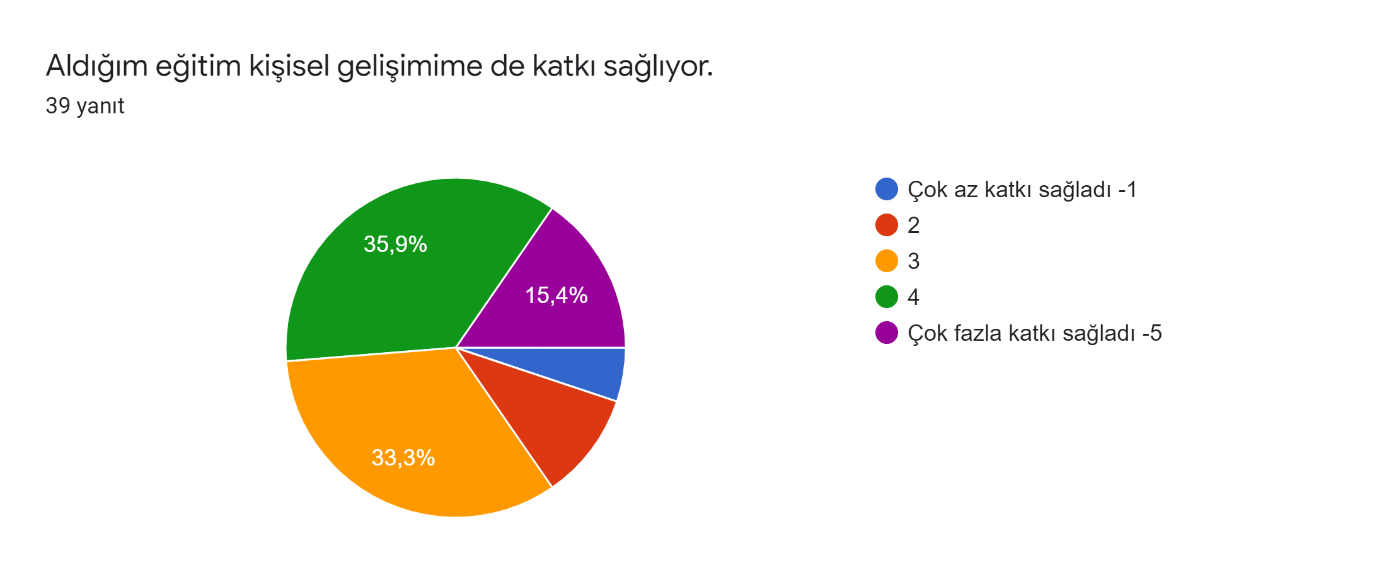 Aldığım eğitim kişisel gelişimime de katkı sağlıyor.
39 yanıt
35,9%
15,4%
33,3%
Çok az katkı sağladı -1
2
3
4
Çok fazla katkı sağladı -5